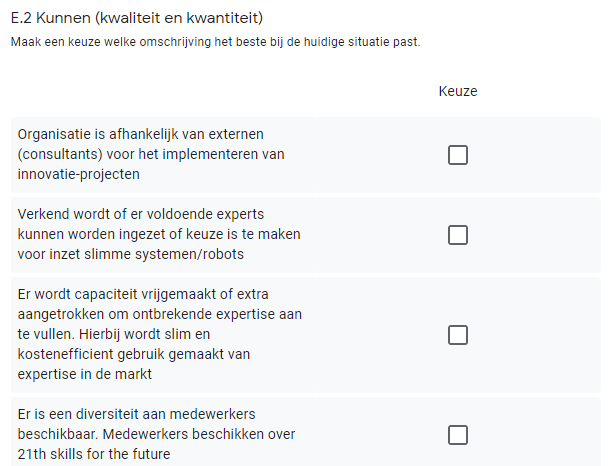 E.2 Kunnen (kwaliteit en kwantiteit)
Maak een keuze welke omschrijving het beste bij de huidige situatie past.
Keuze
Organisatie is afhankelijk van externen
(consultants) voor het implementeren van
innovatie-projecten
Verkend wordt of er voldoende experts
kunnen worden ingezet of keuze is te maken
voor inzet slimme systemen/robots
Er wordt capaciteit vrijgemaakt of extra
aangetrokken om ontbrekende expertise aan
te vullen. Hierbij wordt slim en
kostenefficient gebruik gemaakt van
expertise in de markt
Er is een diversiteit aan medewerkers
beschikbaar. Medewerkers beschikken over
21th skills for the future